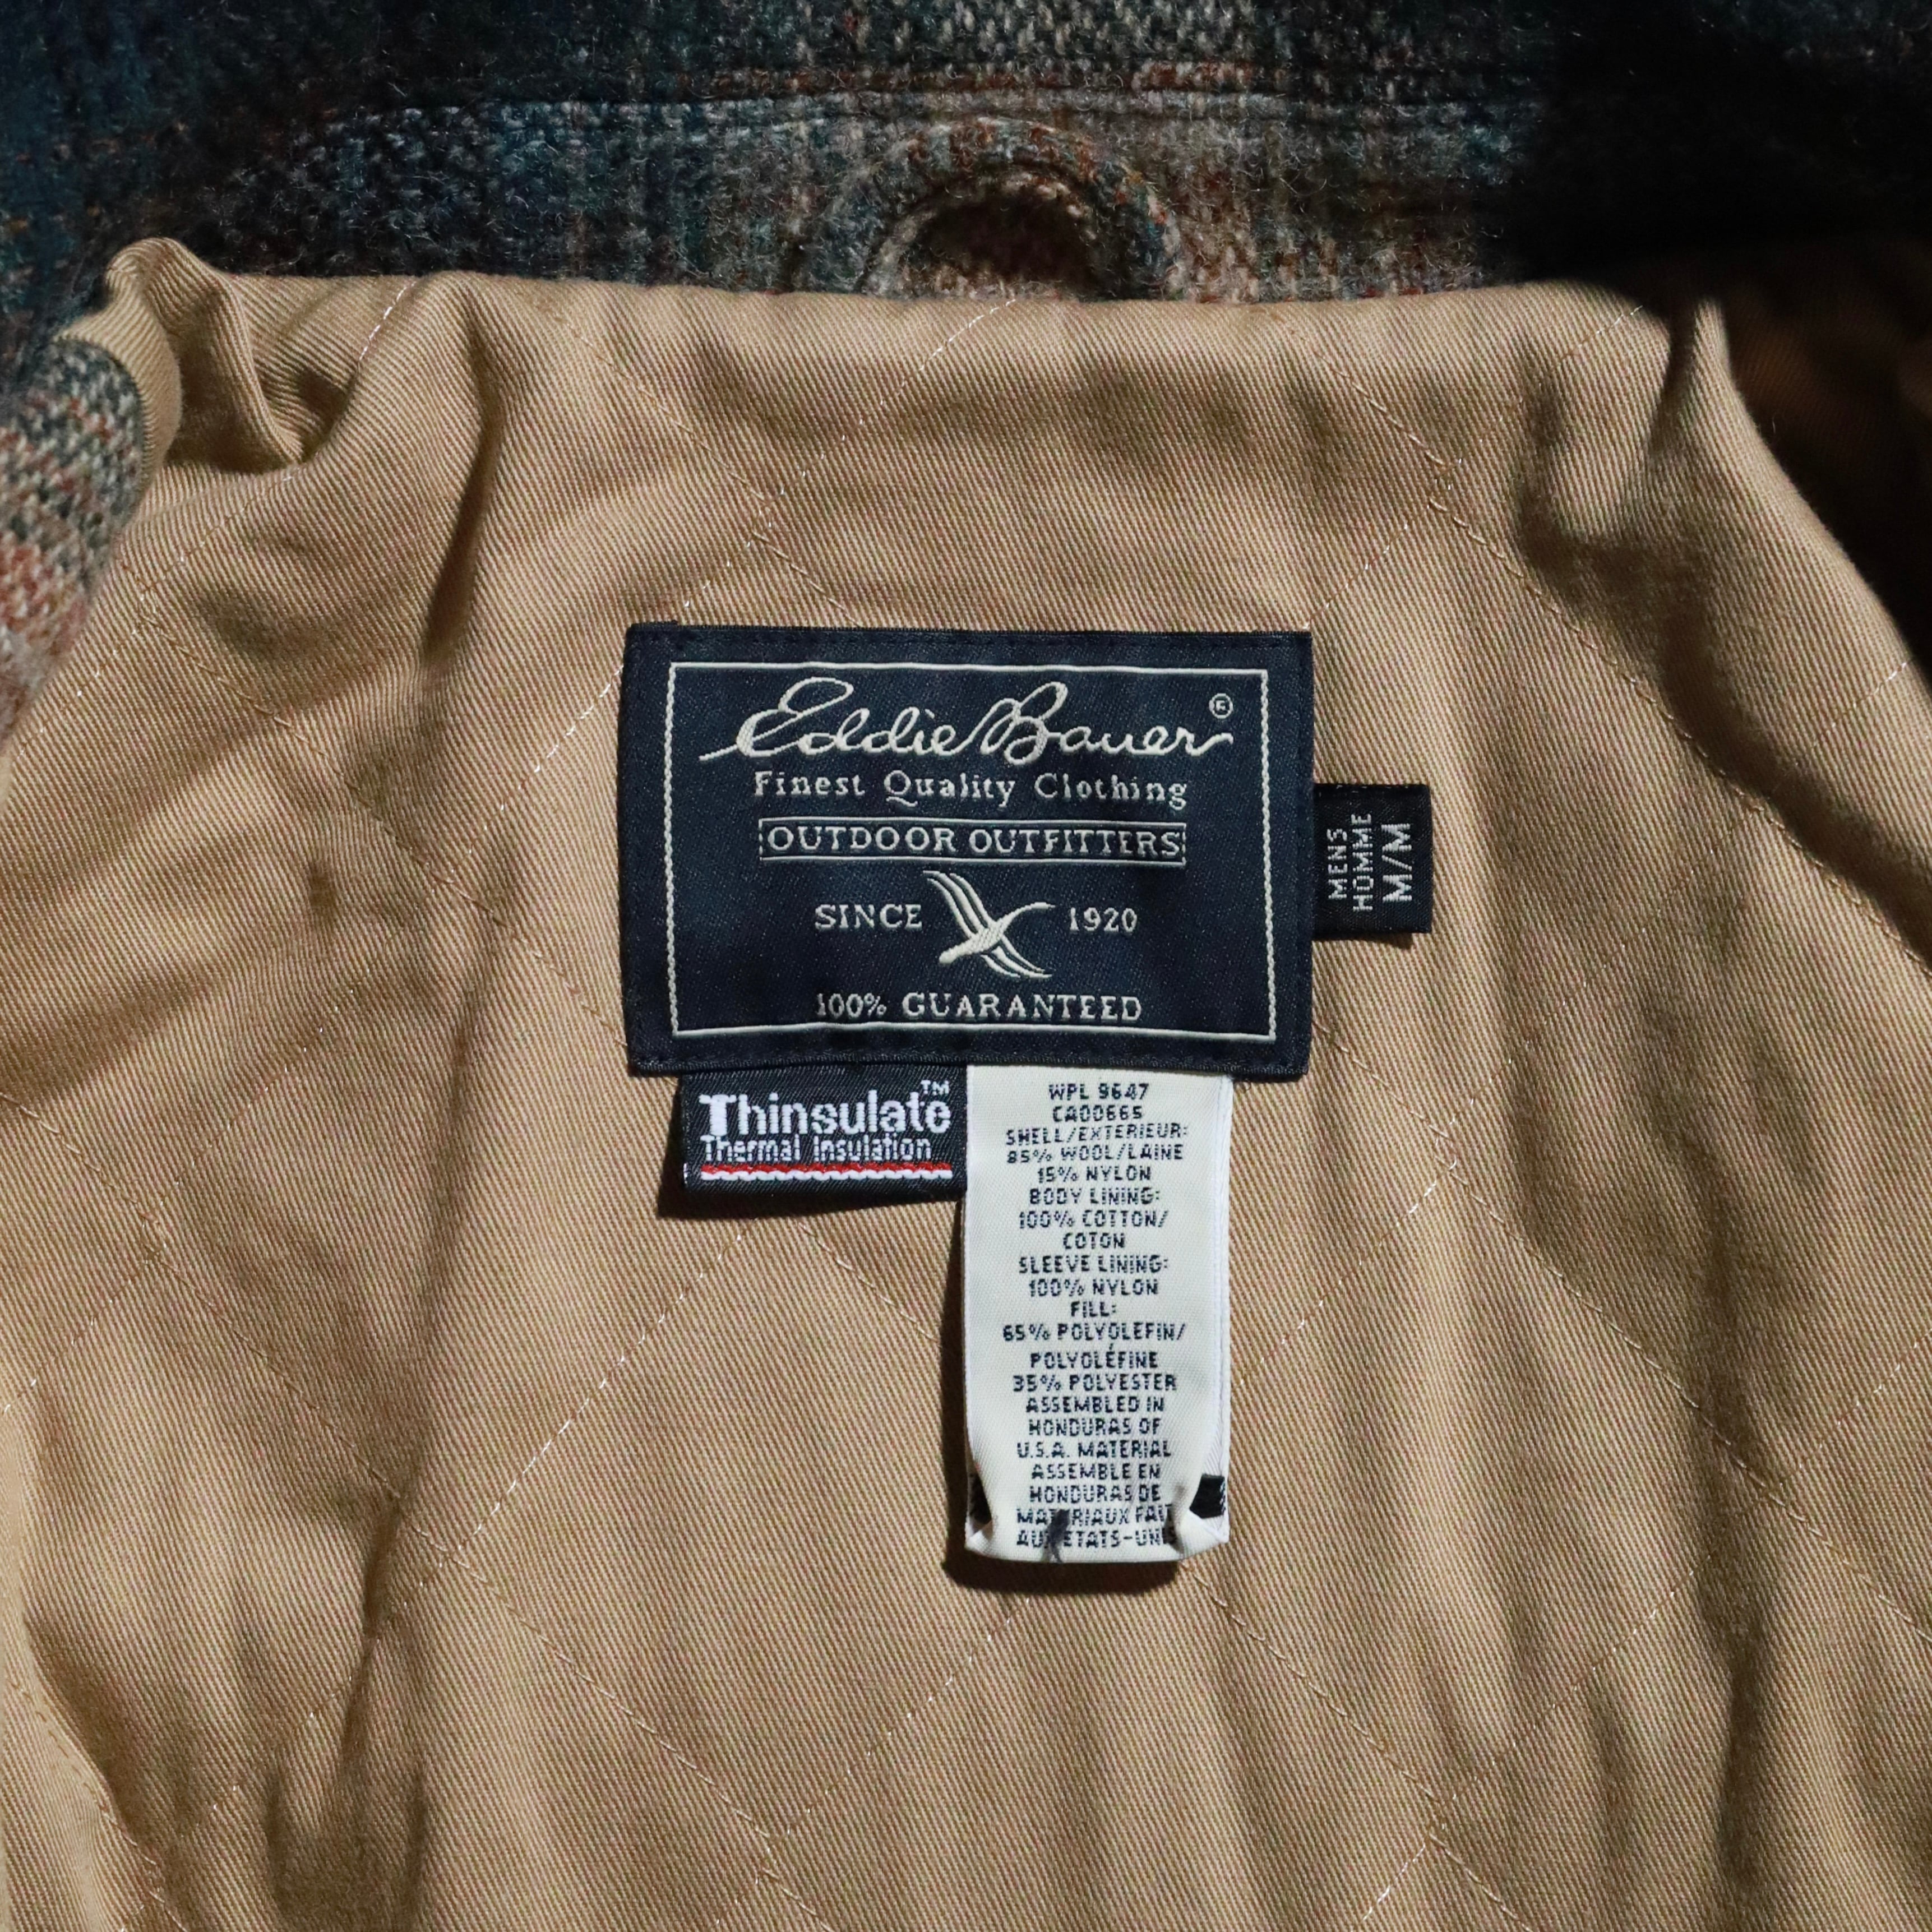 Eddie Bauer®
Finest Quality Clothing
OUTDOOR OUTFITTERS
SINCE 1920
100% GUARANTEED
MENS
HOMME
M/M
Thinsulate™
Thermal Insulation
WPL 9647
CA00665
SHELL/EXTERIEUR:
85% WOOL/LAINE
15% NYLON
BODY LINING:
100% COTTON/
COTON
SLEEVE LINING:
100% NYLON
FILL:
65% POLYOLEFIN/
POLYOLÉFINE
35% POLYESTER
ASSEMBLED IN
HONDURAS OF
U.S.A. MATERIAL
ASSEMBLE EN
HONDURAS DE
MATERIAUX FAIT
AUX ETATS-UNIS